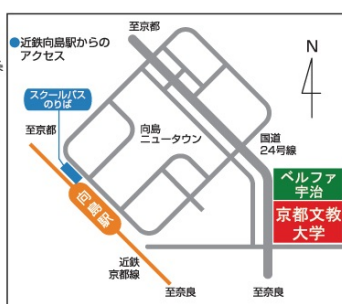 ●近鉄向島駅からの
アクセス
至京都
N
スクールバス
のりば
至京都
向島
ニュータウン
国道
24号線
ベルファ
宇治
京都文教
大学
向島駅
近鉄
京都線
至奈良
至奈良